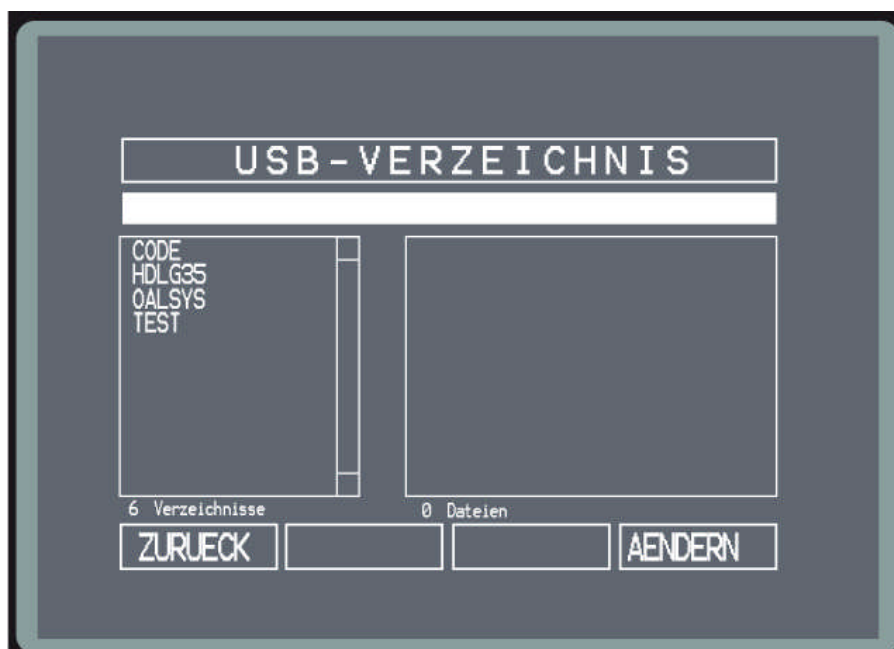 USB-VERZEICHNIS
CODE
HDLG35
OALSYS
TEST
6 Verzeichnisse
0 Dateien
ZURUECK
AENDERN